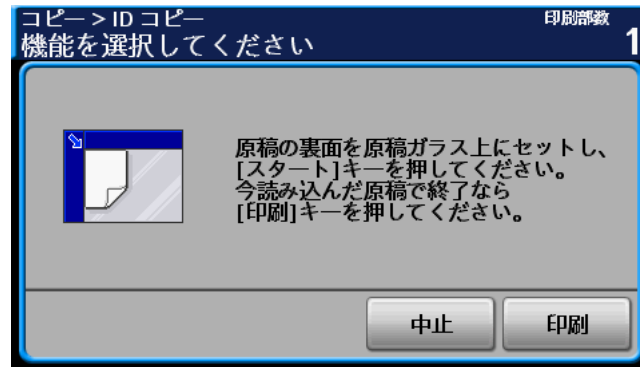 コピー > ID コピー
印刷部数
機能を選択してください
1
原稿の裏面を原稿ガラス上にセットし、
[スタート]キーを押してください。
今読み込んだ原稿で終了なら
[印刷]キーを押してください。
中止
印刷